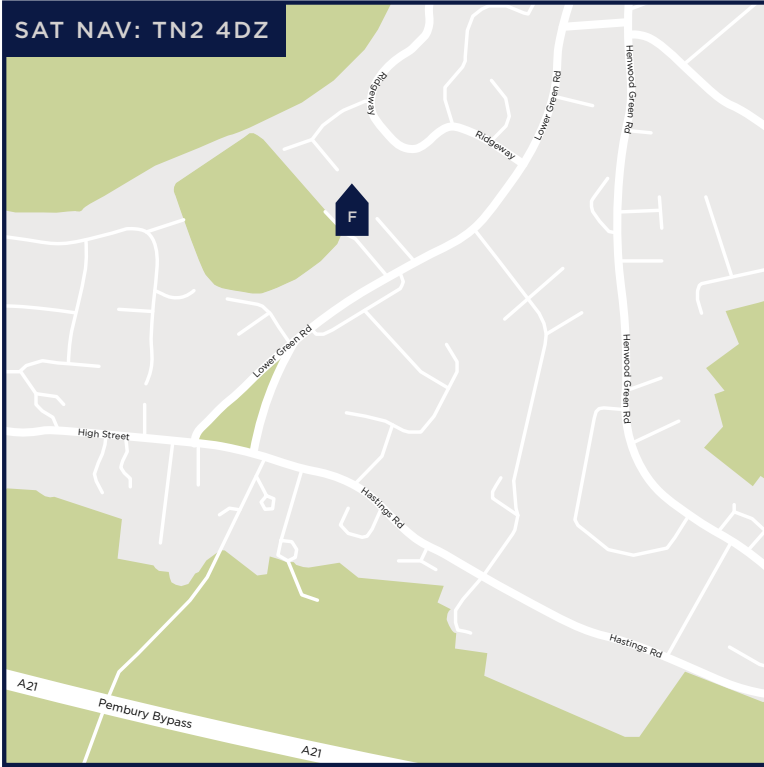 SAT NAV: TN2 4DZ
Ridgeway
Lower Green Rd
Henwood Green Rd
Ridgeway
F
Lower Green Rd
Henwood Green Rd
High Street
Hastings Rd
Hastings Rd
A21
Pembury Bypass
A21